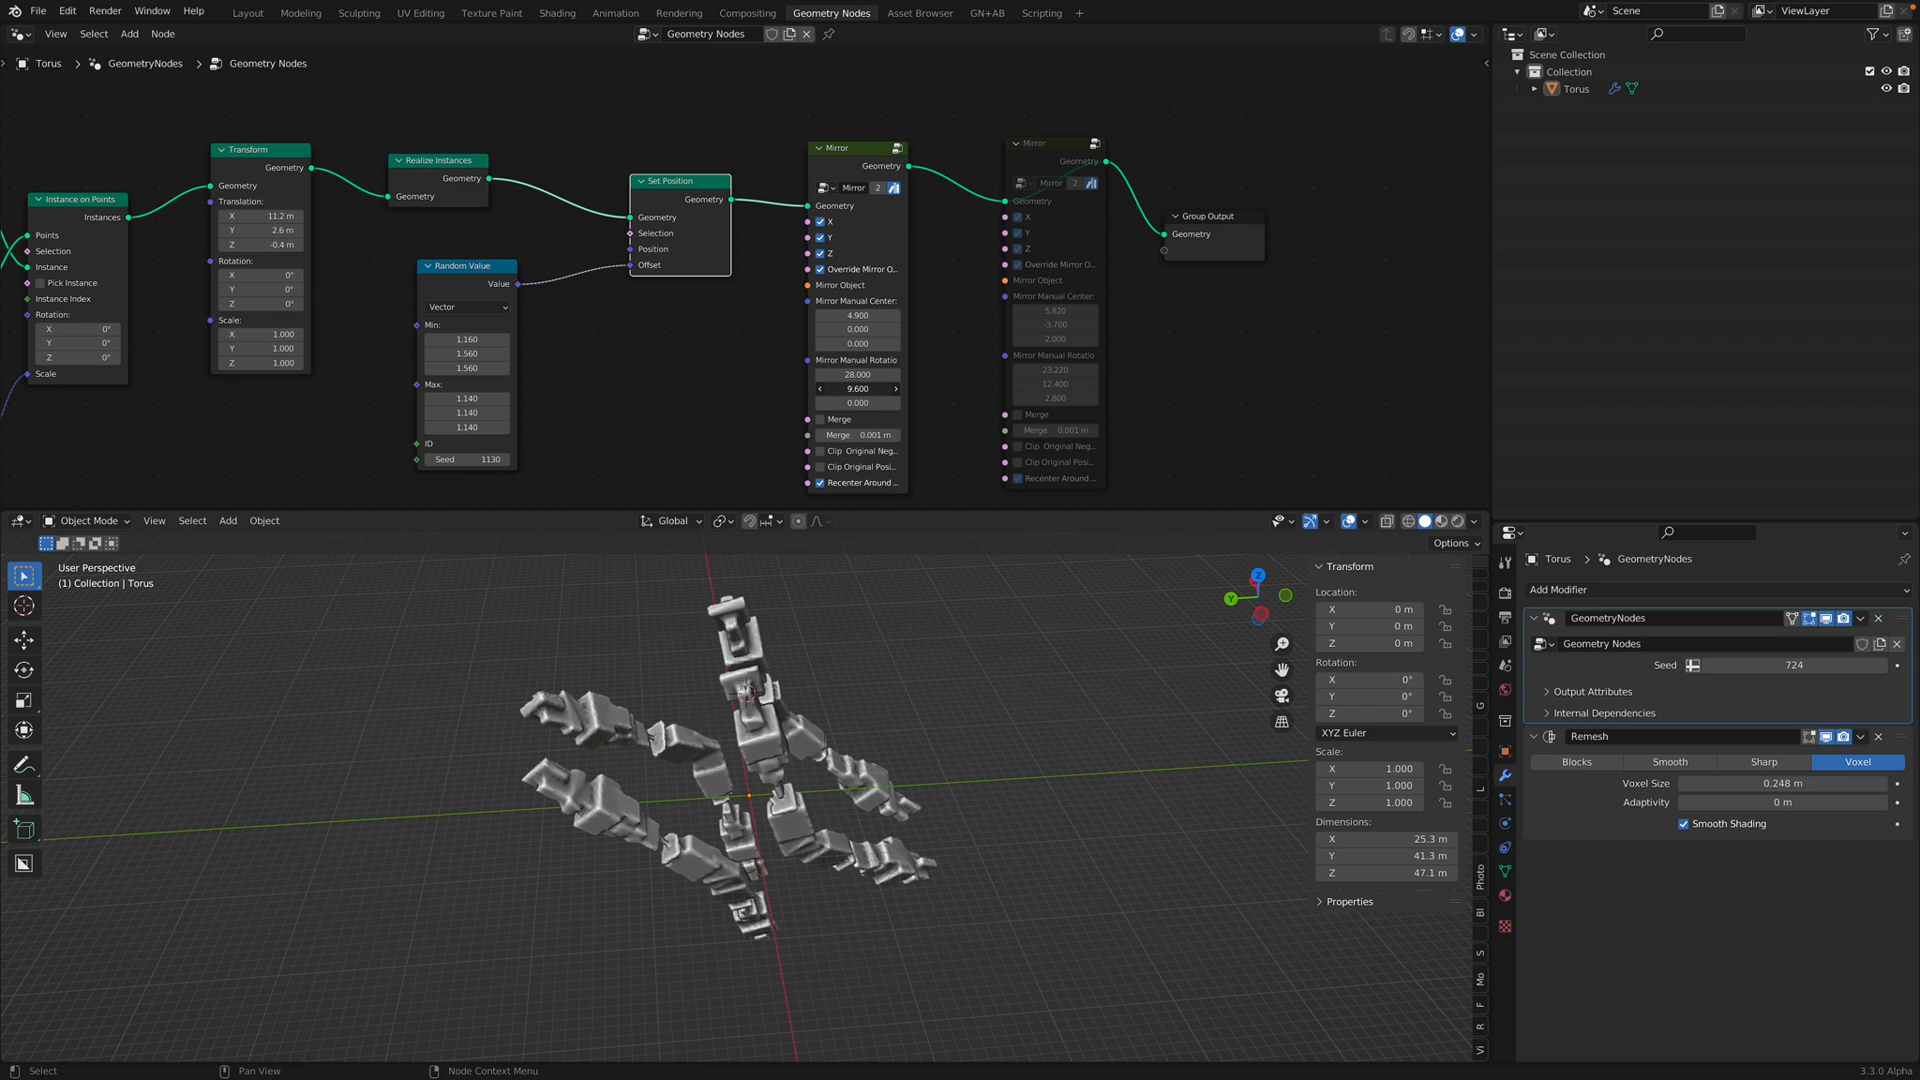 File Edit Render Window Help
Layout Modeling Sculpting UV Editing Texture Paint Shading Animation Rendering Compositing Geometry Nodes Asset Browser GN+AB Scripting +
Scene
ViewLayer
View Select Add Node
Geometry Nodes
Torus > GeometryNodes > Geometry Nodes
Scene Collection
Collection
Torus
Instance on Points
Instances
Points
Selection
Instance
Pick Instance
Instance Index
Rotation:
X 0°
Y 0°
Z 0°
Scale
Transform
Geometry
Geometry
Translation:
X 11.2 m
Y 2.6 m
Z -0.4 m
Rotation:
X 0°
Y 0°
Z 0°
Scale:
X 1.000
Y 1.000
Z 1.000
Realize Instances
Geometry
Geometry
Random Value
Value
Vector
Min:
1.160
1.560
1.560
Max:
1.140
1.140
1.140
ID
Seed 1130
Set Position
Geometry
Geometry
Selection
Position
Offset
Mirror
Geometry
Mirror 2
Geometry
X
Y
Z
Override Mirror O...
Mirror Object
Mirror Manual Center:
4.900
0.000
0.000
Mirror Manual Rotatio
28.000
9.600
0.000
Merge
Merge 0.001 m
Clip Original Neg...
Clip Original Posi...
Recenter Around ...
Mirror
Geometry
Mirror 2
Geometry
X
Y
Z
Override Mirror O...
Mirror Object
Mirror Manual Center:
5.820
-3.700
2.000
Mirror Manual Rotatio
23.220
12.400
2.800
Merge
Merge 0.001 m
Clip Original Neg...
Clip Original Posi...
Recenter Around ...
Group Output
Geometry
Object Mode View Select Add Object
Global
Options
User Perspective
(1) Collection | Torus
Z
Y
Transform
Location:
X 0 m
Y 0 m
Z 0 m
Rotation:
X 0°
Y 0°
Z 0°
XYZ Euler
Scale:
X 1.000
Y 1.000
Z 1.000
Dimensions:
X 25.3 m
Y 41.3 m
Z 47.1 m
Properties
G
L
Photo
Bl
S
Mo
F
R
Vi
Torus > GeometryNodes
Add Modifier
GeometryNodes
Geometry Nodes
Seed 724
Output Attributes
Internal Dependencies
Remesh
Blocks Smooth Sharp Voxel
Voxel Size 0.248 m
Adaptivity 0 m
Smooth Shading
Select Pan View Node Context Menu
3.3.0 Alpha